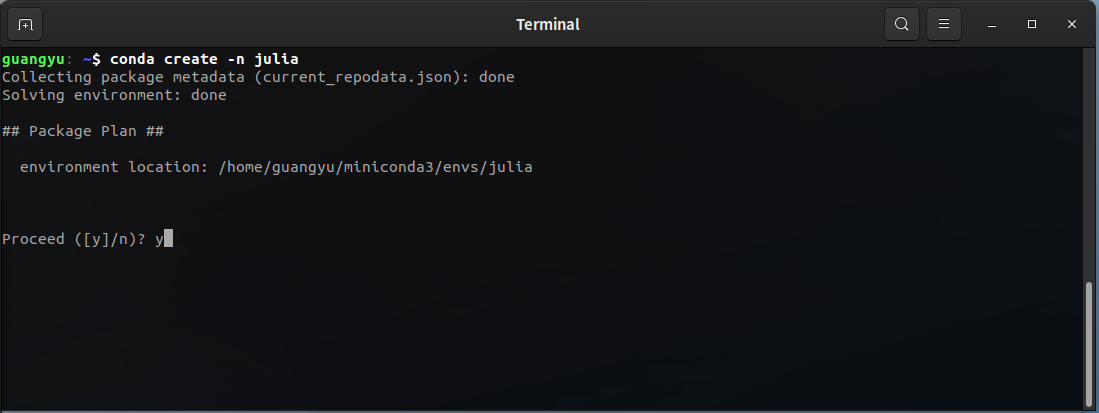 Terminal
guangyu: ~$ conda create -n julia
Collecting package metadata (current_repodata.json): done
Solving environment: done
## Package Plan ##
environment location: /home/guangyu/miniconda3/envs/julia
Proceed ([y]/n)? y